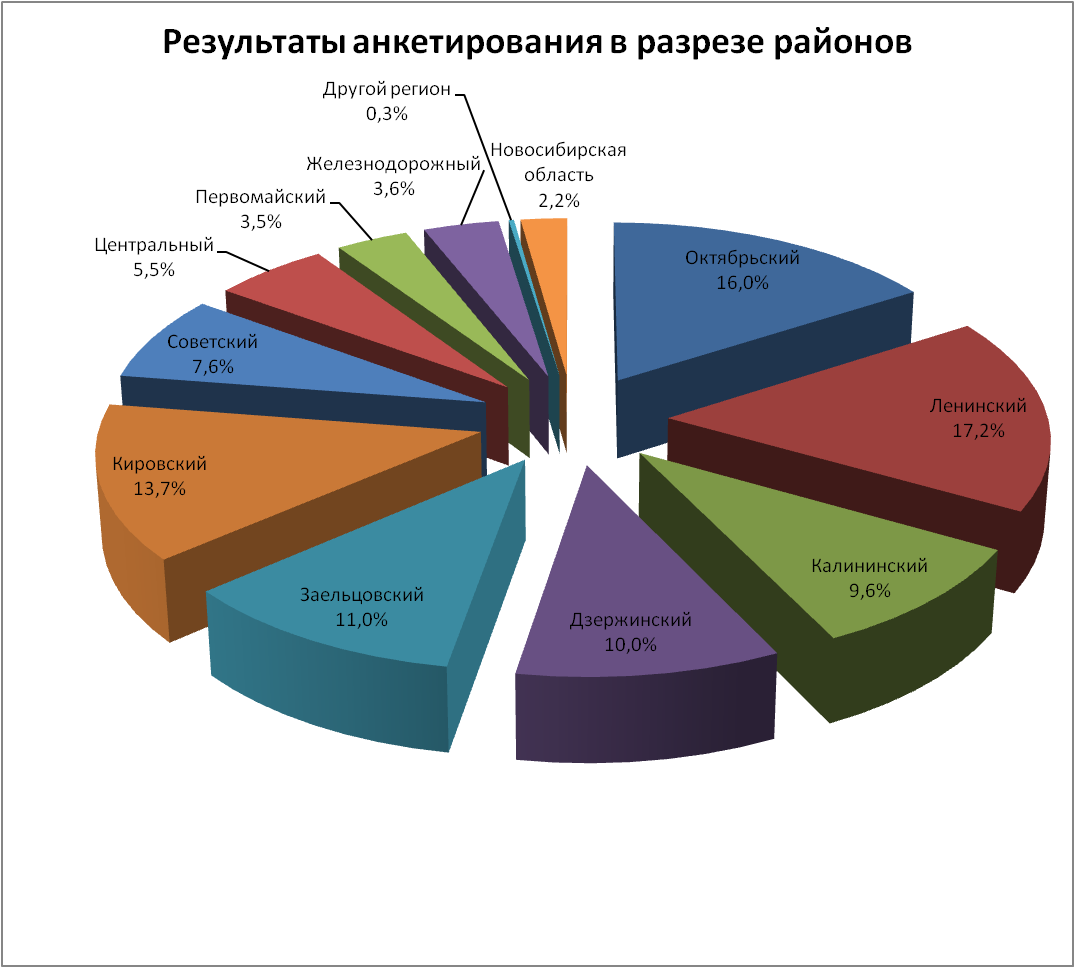 Результаты анкетирования в разрезе районов
Другой регион
0,3%
Новосибирская
область
2,2%
Железнодорожный
3,6%
Первомайский
3,5%
Центральный
5,5%
Советский
7,6%
Кировский
13,7%
Заельцовский
11,0%
Дзержинский
10,0%
Калининский
9,6%
Ленинский
17,2%
Октябрьский
16,0%